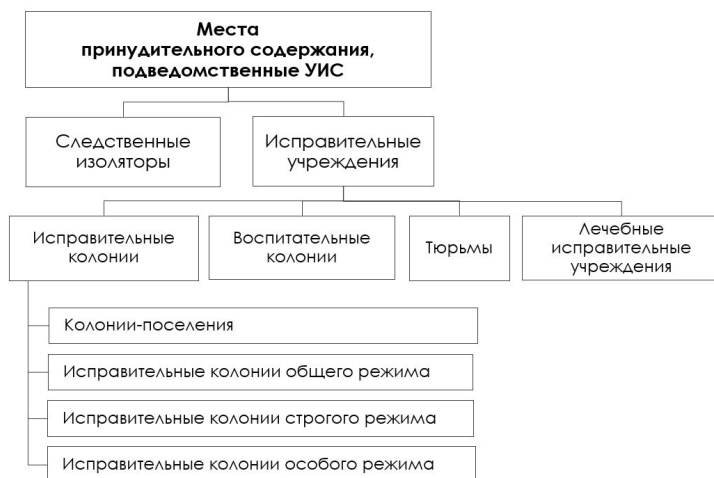 Места
принудительного содержания,
подведомственные УИС
Следственные
изоляторы
Исправительные
учреждения
Исправительные
колонии
Воспитательные
колонии
Тюрьмы
Лечебные
исправительные
учреждения
Колонии-поселения
Исправительные колонии общего режима
Исправительные колонии строгого режима
Исправительные колонии особого режима